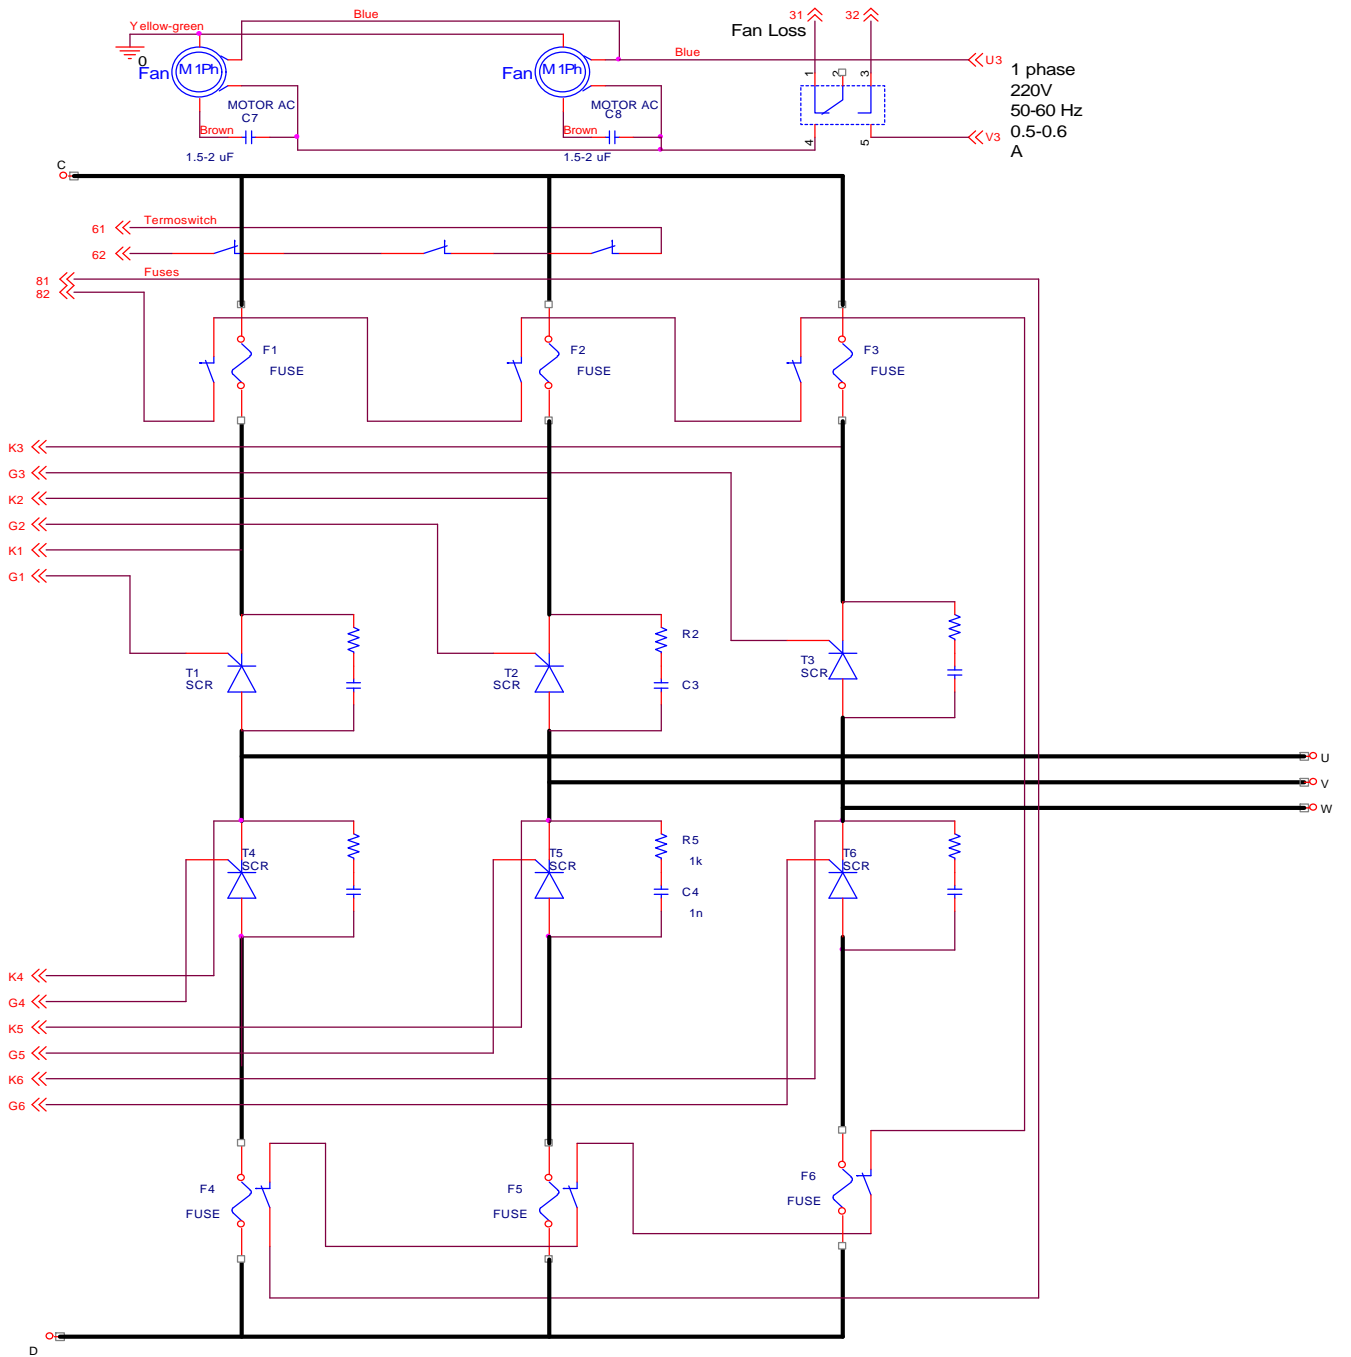 31
32
Blue
Yellow-green
Fan Loss
0
Fan
M 1Ph
Fan
M 1Ph
Blue
U3
1 phase
220V
50-60 Hz
0.5-0.6
A
1
2
3
MOTOR AC
C7
MOTOR AC
C8
Brown
Brown
4
5
V3
1.5-2 uF
1.5-2 uF
C
61
Termoswitch
62
81
Fuses
82
F1
FUSE
F2
FUSE
F3
FUSE
K3
G3
K2
G2
K1
G1
T1
SCR
T2
SCR
R2
C3
T3
SCR
U
V
W
T4
SCR
T5
SCR
R5
1k
C4
1n
T6
SCR
K4
G4
K5
G5
K6
G6
F4
FUSE
F5
FUSE
F6
FUSE
D